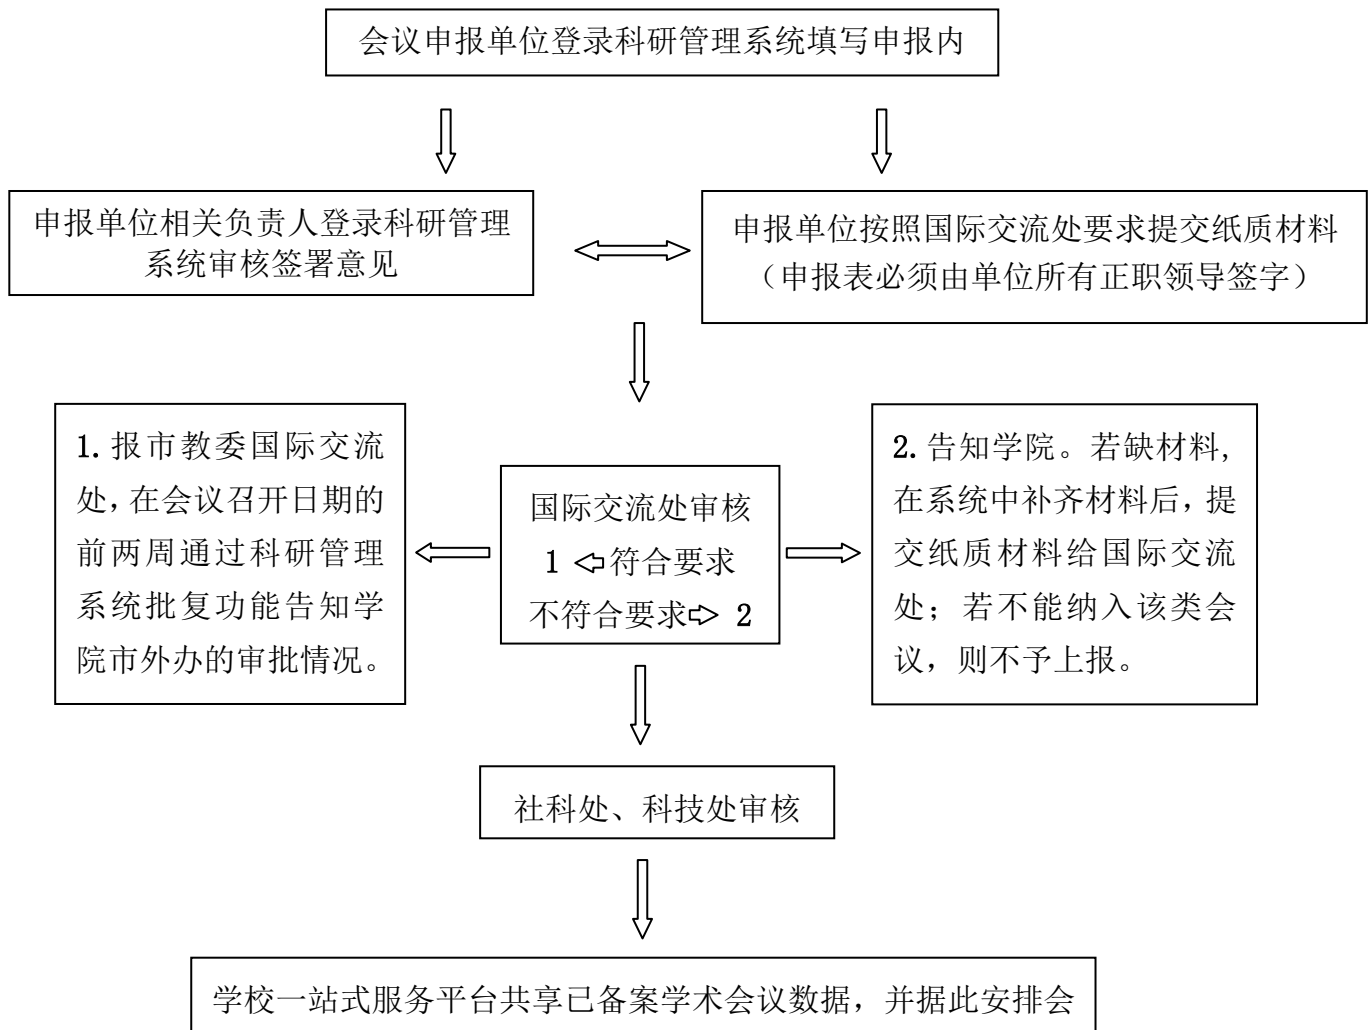 会议申报单位登录科研管理系统填写申报内
申报单位相关负责人登录科研管理
系统审核签署意见
申报单位按照国际交流处要求提交纸质材料
（申报表必须由单位所有正职领导签字）
1. 报市教委国际交流
处，在会议召开日期的
前两周通过科研管理
系统批复功能告知学
院市外办的审批情况。
国际交流处审核
1 符合要求
不符合要求 2
2. 告知学院。若缺材料，
在系统中补齐材料后，提
交纸质材料给国际交流
处；若不能纳入该类会
议，则不予上报。
社科处、科技处审核
学校一站式服务平台共享已备案学术会议数据，并据此安排会